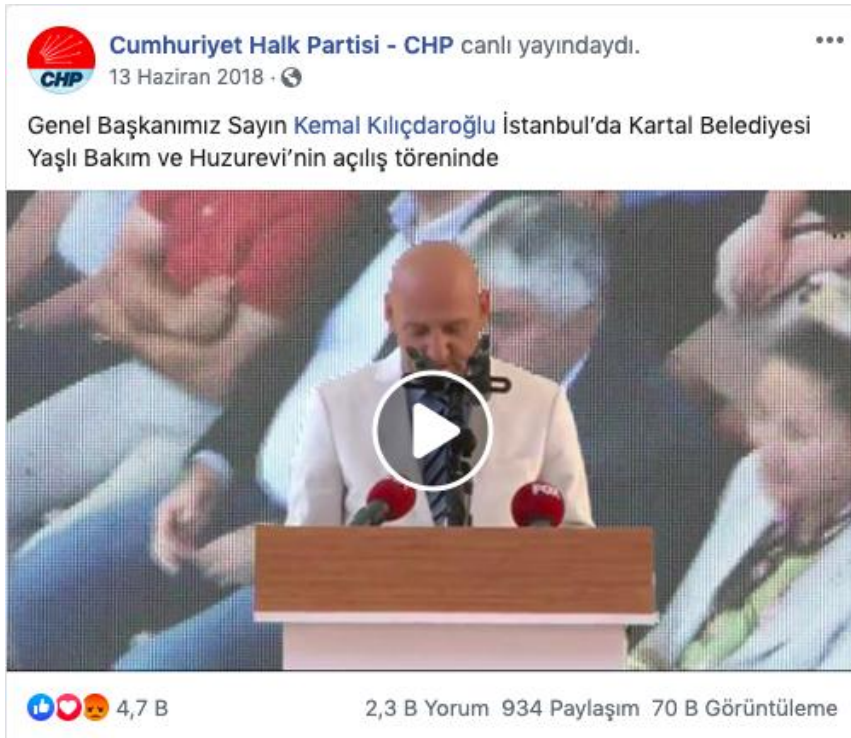 Cumhuriyet Halk Partisi - CHP canlı yayındaydı.
CHP
13 Haziran 2018 ·
Genel Başkanımız Sayın Kemal Kılıçdaroğlu İstanbul'da Kartal Belediyesi
Yaşlı Bakım ve Huzurevi'nin açılış töreninde
FOX
4,7 B
2,3 B Yorum 934 Paylaşım 70 B Görüntüleme